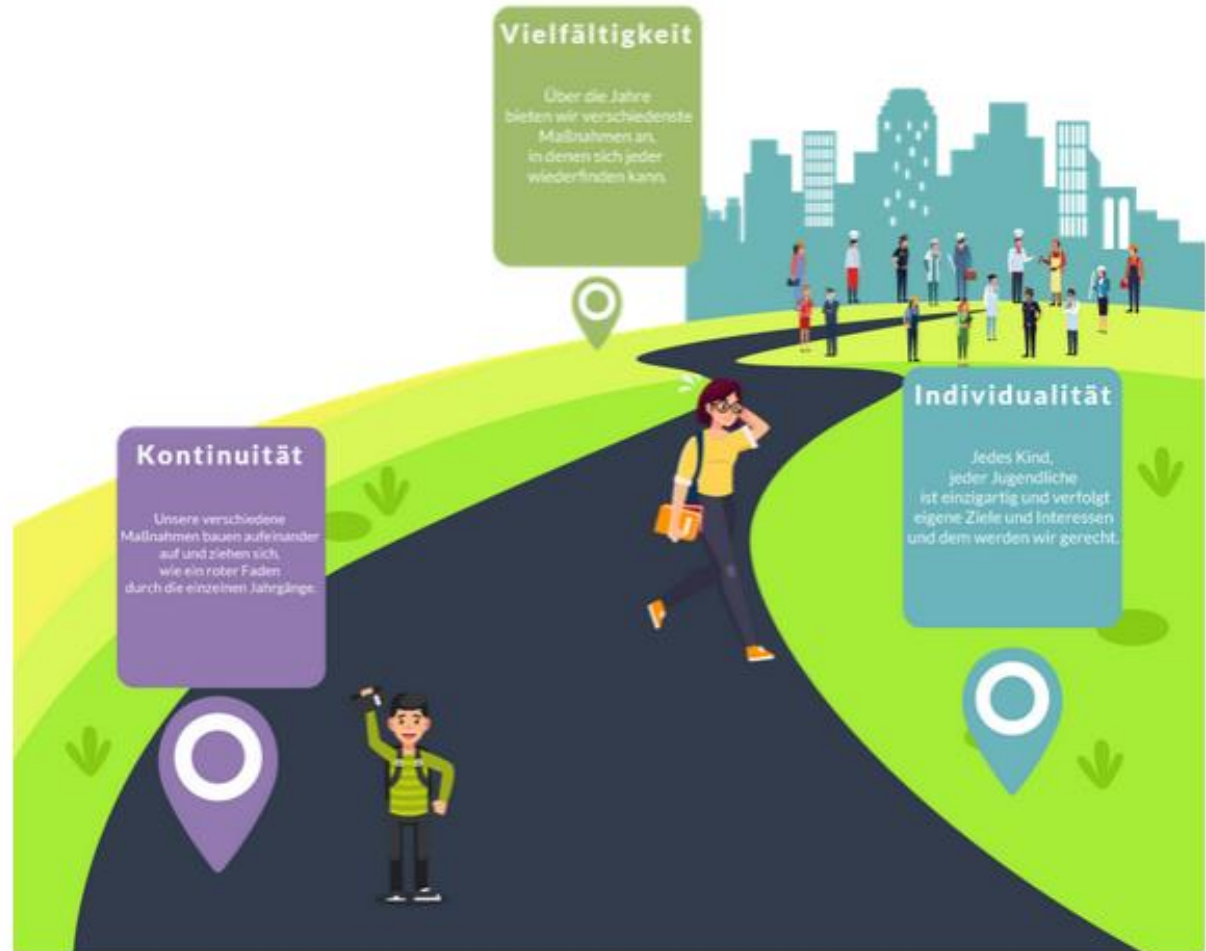 Vielfältigkeit
Über die Jahre
bieten wir verschiedenste
Maßnahmen an,
in denen sich jeder
wiederfinden kann.
Kontinuität
Unsere verschiedene
Maßnahmen bauen aufeinander
auf und ziehen sich,
wie ein roter Faden
durch die einzelnen Jahrgänge.
Individualität
Jedes Kind,
jeder Jugendliche
ist einzigartig und verfolgt
eigene Ziele und Interessen
und dem werden wir gerecht.